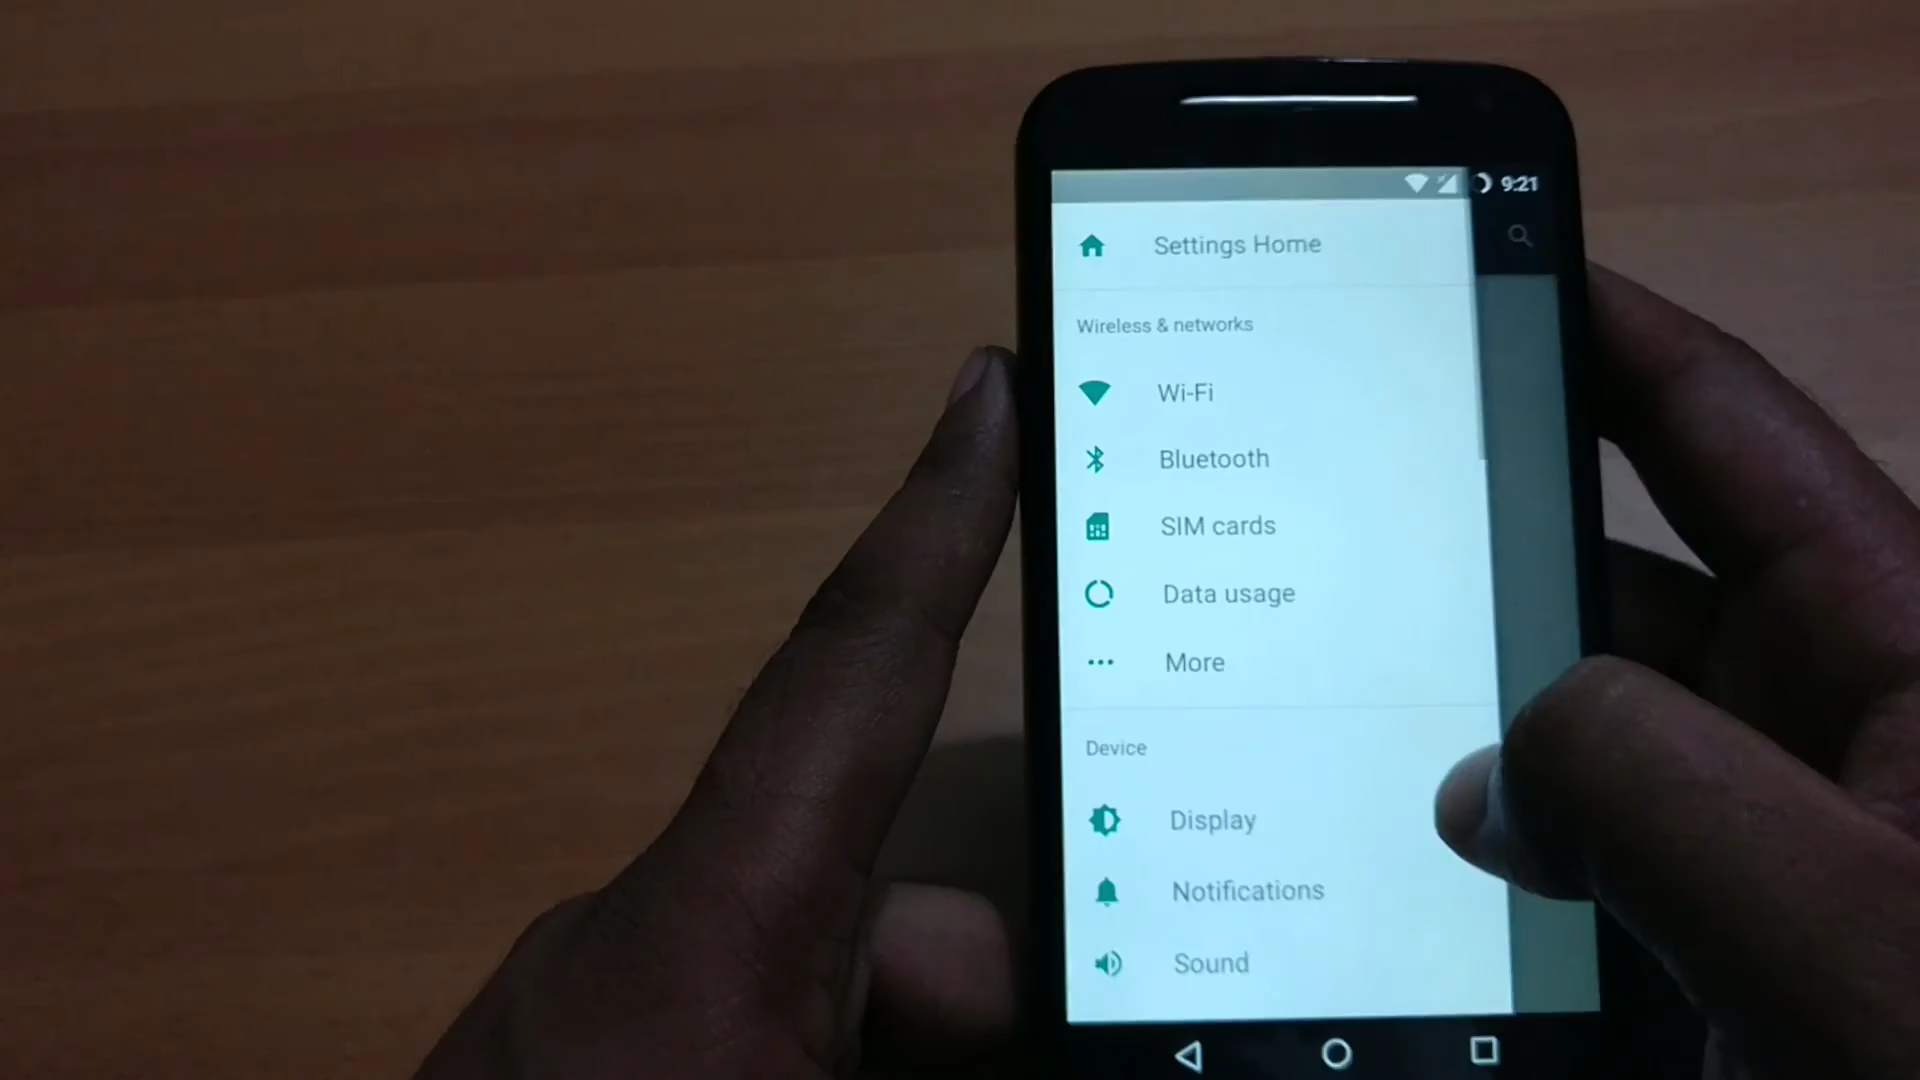 9:21
Settings Home
Wireless & networks
Wi-Fi
Bluetooth
SIM cards
Data usage
More
Device
Display
Notifications
Sound